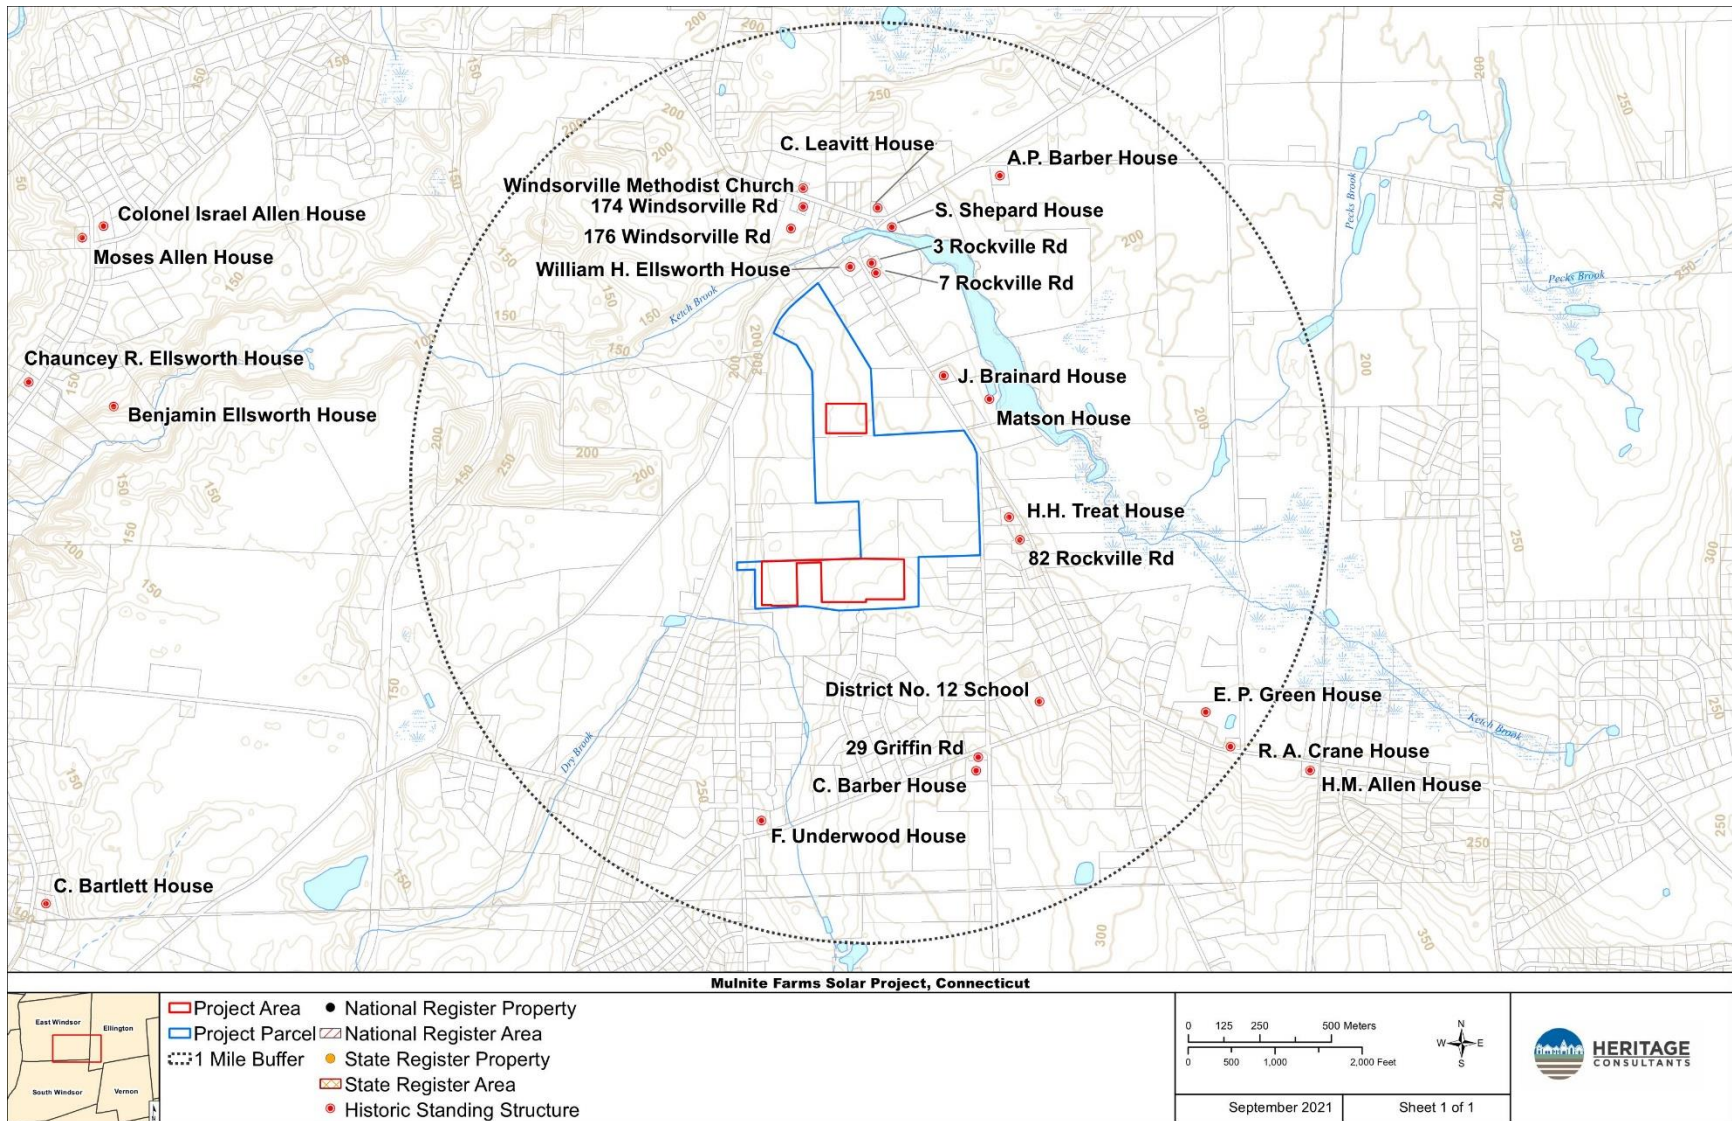 C. Leavitt House
A.P. Barber House
Windsorville Methodist Church
174 Windsorville Rd
176 Windsorville Rd
S. Shepard House
3 Rockville Rd
William H. Ellsworth House
7 Rockville Rd
Colonel Israel Allen House
Moses Allen House
Chauncey R. Ellsworth House
Benjamin Ellsworth House
J. Brainard House
Matson House
H.H. Treat House
82 Rockville Rd
District No. 12 School
E. P. Green House
29 Griffin Rd
R. A. Crane House
C. Barber House
H.M. Allen House
F. Underwood House
C. Bartlett House
Ketch Brook
Pecks Brook
Pecks Brook
Ketch Brook
Dry Brook
Mulnite Farms Solar Project, Connecticut
East Windsor
Ellington
South Windsor
Vernon
Project Area
Project Parcel
1 Mile Buffer
National Register Property
National Register Area
State Register Property
State Register Area
Historic Standing Structure
0 125 250 500 Meters
0 500 1,000 2,000 Feet
N
W E
S
September 2021
Sheet 1 of 1
HERITAGE
CONSULTANTS